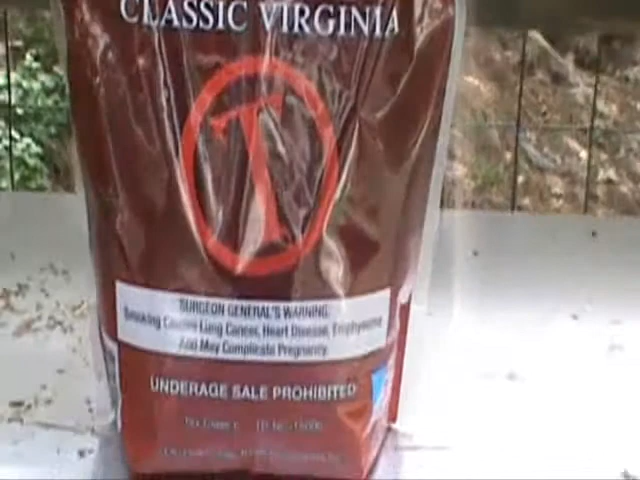 CLASSIC VIRGINIA
T
SURGEON GENERAL'S WARNING:
Smoking Causes Lung Cancer, Heart Disease, Emphysema
And May Complicate Pregnancy.
UNDERAGE SALE PROHIBITED